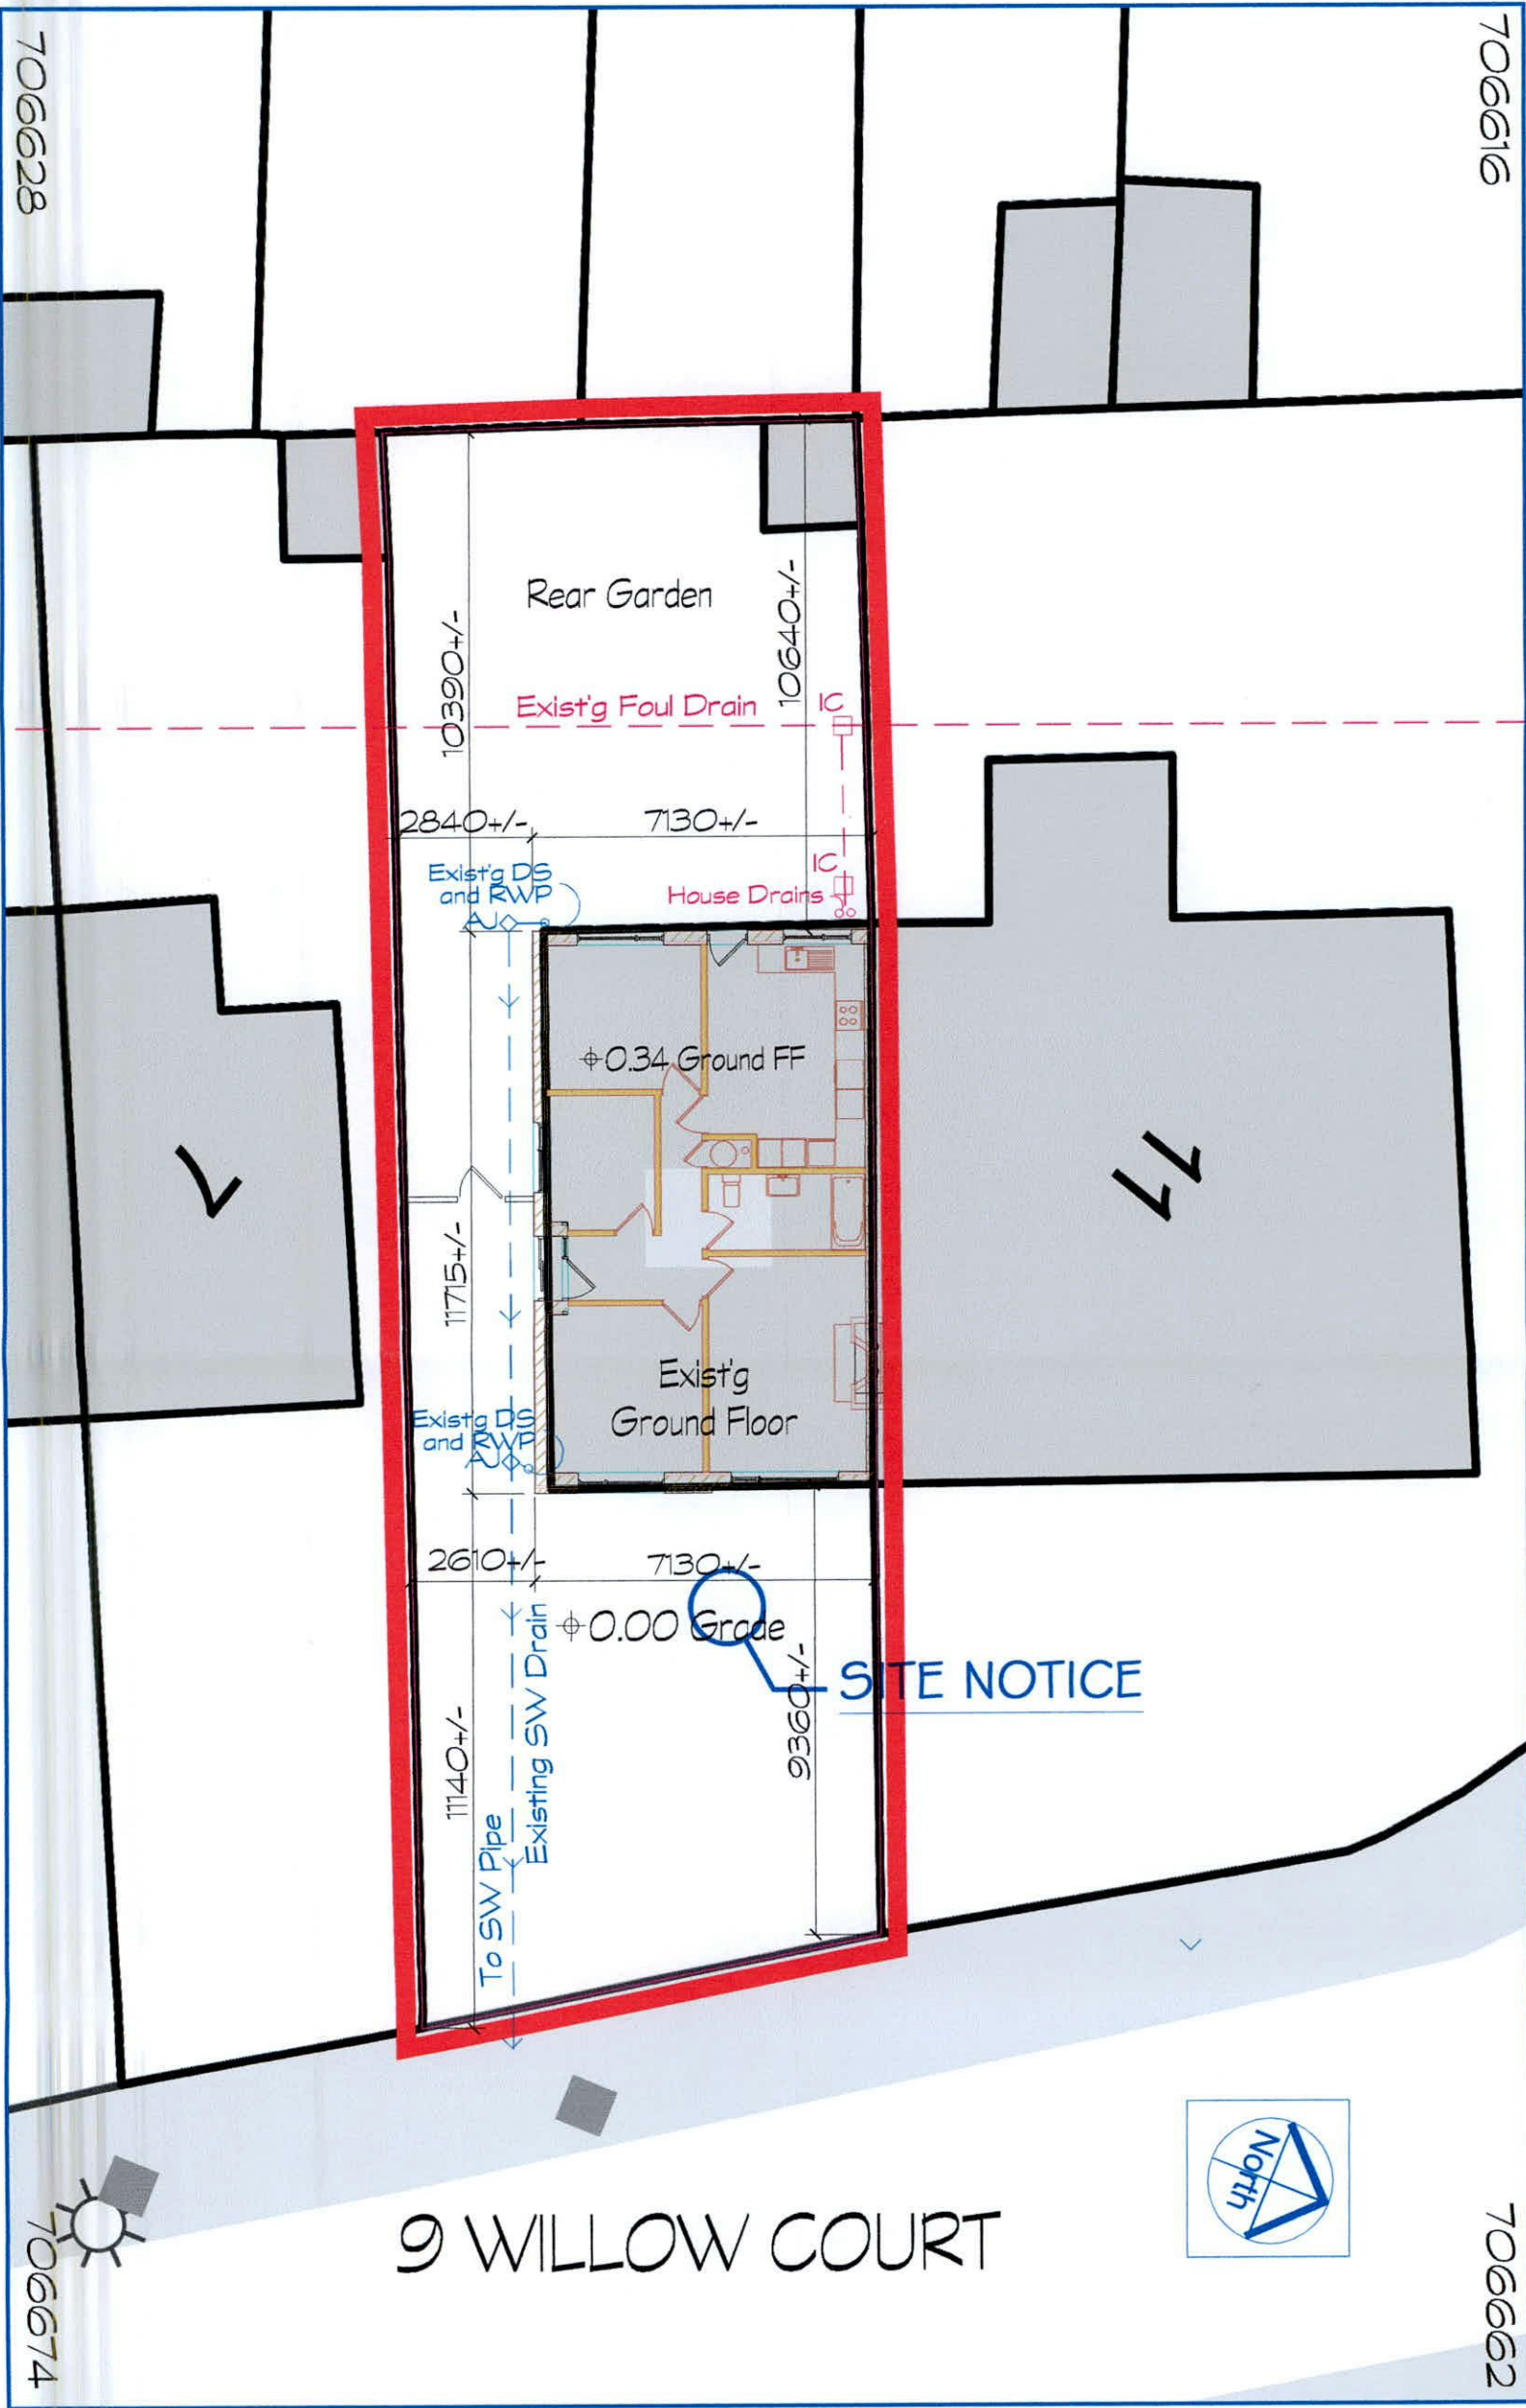 706628
706616
Rear Garden
10390+/-
10640+/-
Exist'g Foul Drain
IC
2840+/-
7130+/-
Exist'g DS
and RWP
AJ
IC
House Drains
+0.34 Ground FF
7
11
11715+/-
Exist'g
Ground Floor
Exist'g DS
and RWP
AJ
2610+/-
7130+/-
+0.00 Grade
SITE NOTICE
9360+/-
11140+/-
Existing SW Drain
To SW Pipe
North
9 WILLOW COURT
706674
706662